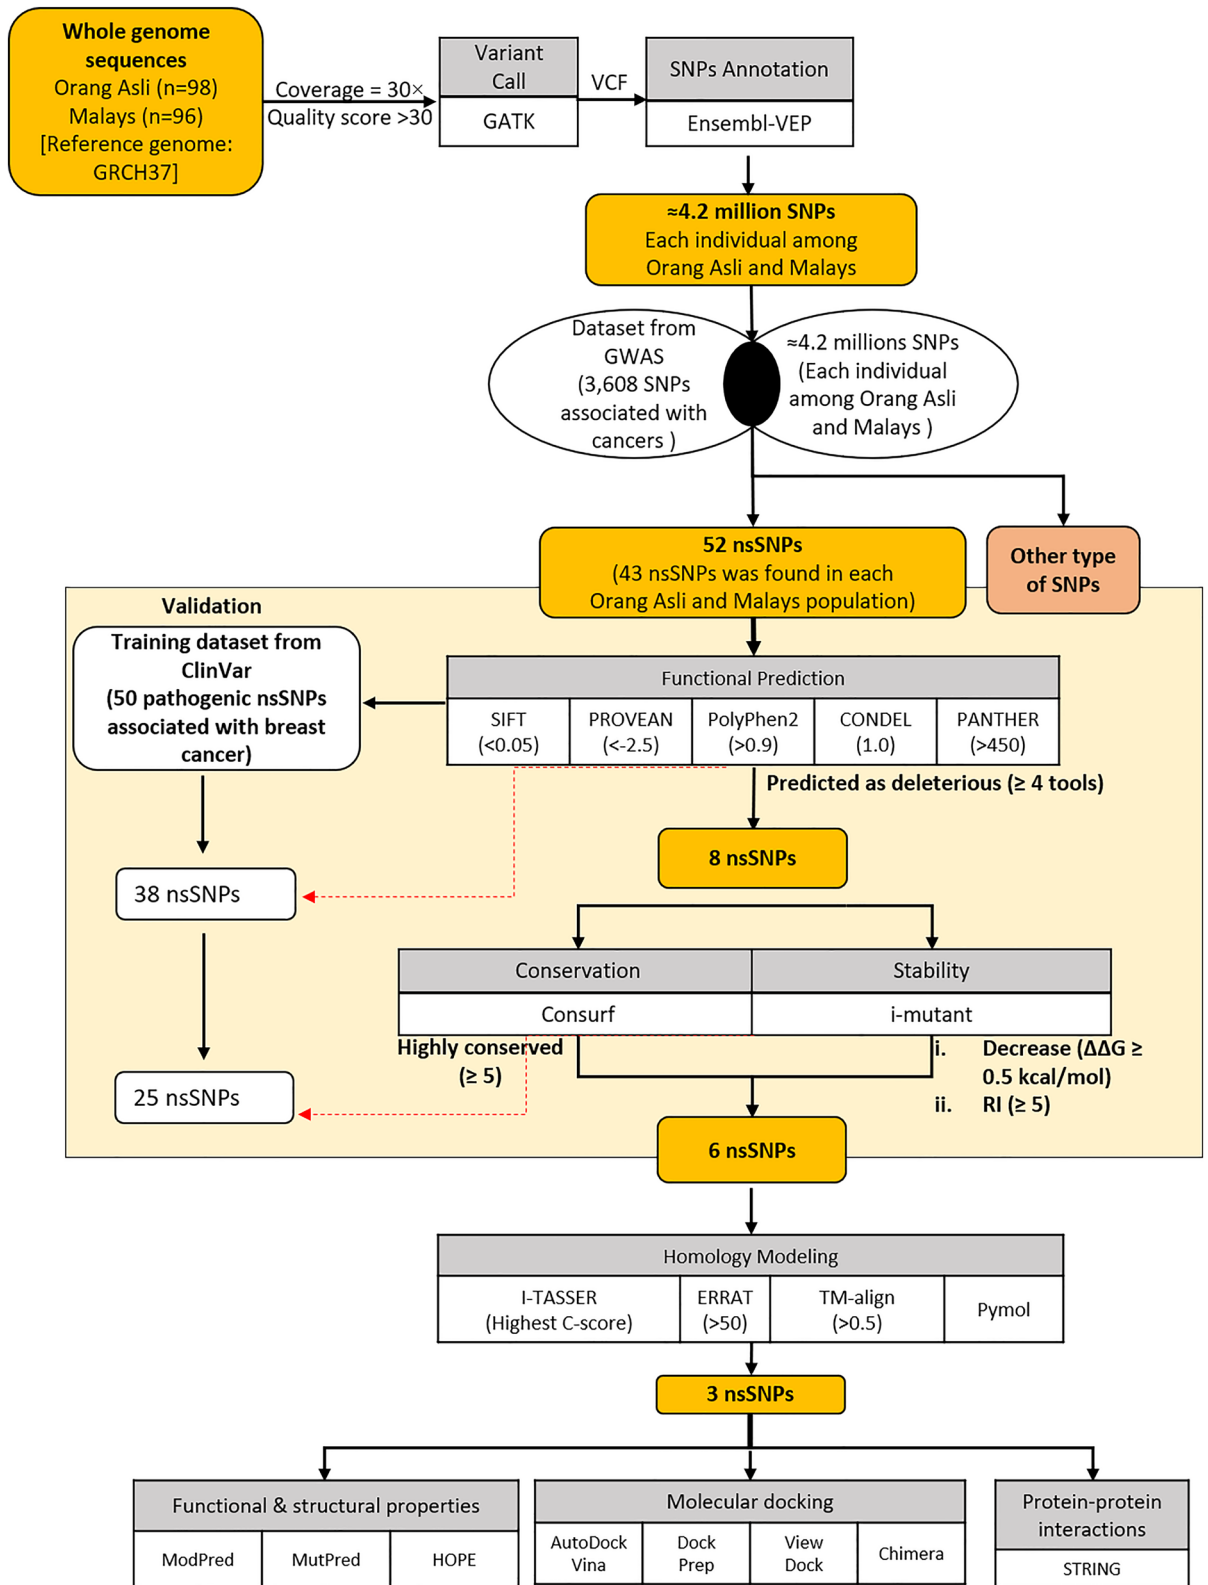 Whole genome
sequences
Orang Asli (n=98)
Malays (n=96)
[Reference genome:
GRCH37]
Coverage = 30×
Quality score >30
Variant
Call
GATK
VCF
SNPs Annotation
Ensembl-VEP
≈4.2 million SNPs
Each individual among
Orang Asli and Malays
Dataset from
GWAS
(3,608 SNPs
associated with
cancers )
≈4.2 millions SNPs
(Each individual
among Orang Asli
and Malays )
52 nsSNPs
(43 nsSNPs was found in each
Orang Asli and Malays population)
Other type
of SNPs
Validation
Training dataset from
ClinVar
(50 pathogenic nsSNPs
associated with breast
cancer)
Functional Prediction
SIFT
(<0.05)
PROVEAN
(<-2.5)
PolyPhen2
(>0.9)
CONDEL
(1.0)
PANTHER
(>450)
Predicted as deleterious (≥ 4 tools)
8 nsSNPs
38 nsSNPs
Conservation
Stability
Consurf
i-mutant
Highly conserved
(≥ 5)
i. Decrease (ΔΔG ≥
0.5 kcal/mol)
ii. RI (≥ 5)
25 nsSNPs
6 nsSNPs
Homology Modeling
I-TASSER
(Highest C-score)
ERRAT
(>50)
TM-align
(>0.5)
Pymol
3 nsSNPs
Functional & structural properties
ModPred
MutPred
HOPE
Molecular docking
AutoDock
Vina
Dock
Prep
View
Dock
Chimera
Protein-protein
interactions
STRING